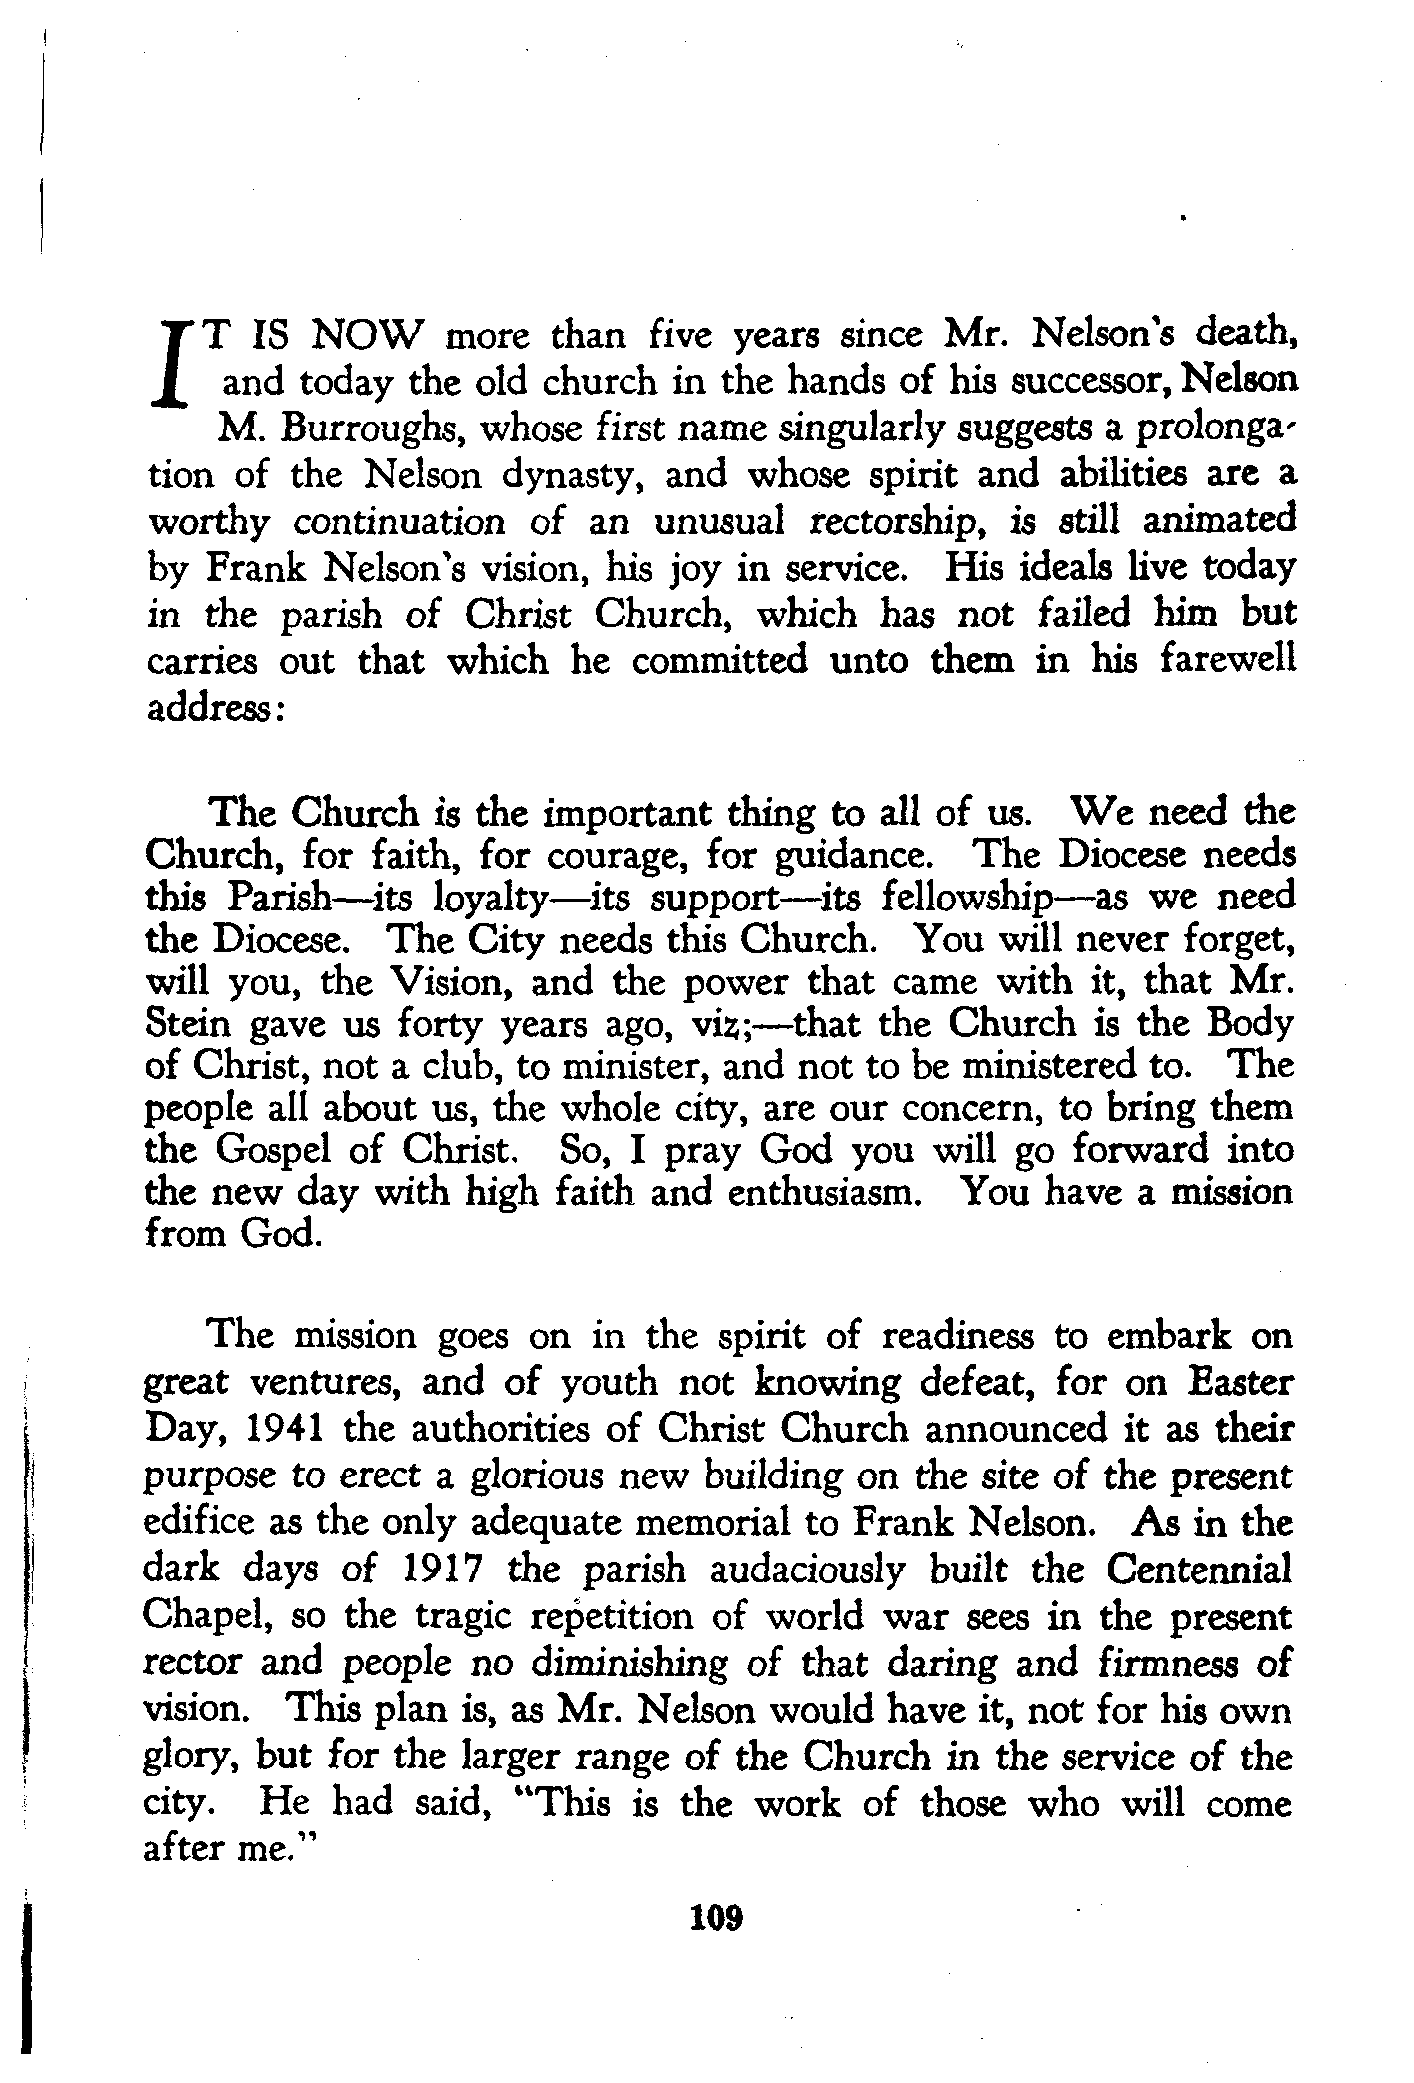 IT IS NOW more than five years since Mr. Nelson's death,
and today the old church in the hands of his successor, Nelson
M. Burroughs, whose first name singularly suggests a prolonga-
tion of the Nelson dynasty, and whose spirit and abilities are a
worthy continuation of an unusual rectorship, is still animated
by Frank Nelson's vision, his joy in service. His ideals live today
in the parish of Christ Church, which has not failed him but
carries out that which he committed unto them in his farewell
address:
The Church is the important thing to all of us. We need the
Church, for faith, for courage, for guidance. The Diocese needs
this Parish—its loyalty—its support—its fellowship—as we need
the Diocese. The City needs this Church. You will never forget,
will you, the Vision, and the power that came with it, that Mr.
Stein gave us forty years ago, viz;—that the Church is the Body
of Christ, not a club, to minister, and not to be ministered to. The
people all about us, the whole city, are our concern, to bring them
the Gospel of Christ. So, I pray God you will go forward into
the new day with high faith and enthusiasm. You have a mission
from God.
The mission goes on in the spirit of readiness to embark on
great ventures, and of youth not knowing defeat, for on Easter
Day, 1941 the authorities of Christ Church announced it as their
purpose to erect a glorious new building on the site of the present
edifice as the only adequate memorial to Frank Nelson. As in the
dark days of 1917 the parish audaciously built the Centennial
Chapel, so the tragic repetition of world war sees in the present
rector and people no diminishing of that daring and firmness of
vision. This plan is, as Mr. Nelson would have it, not for his own
glory, but for the larger range of the Church in the service of the
city. He had said, "This is the work of those who will come
after me."
109